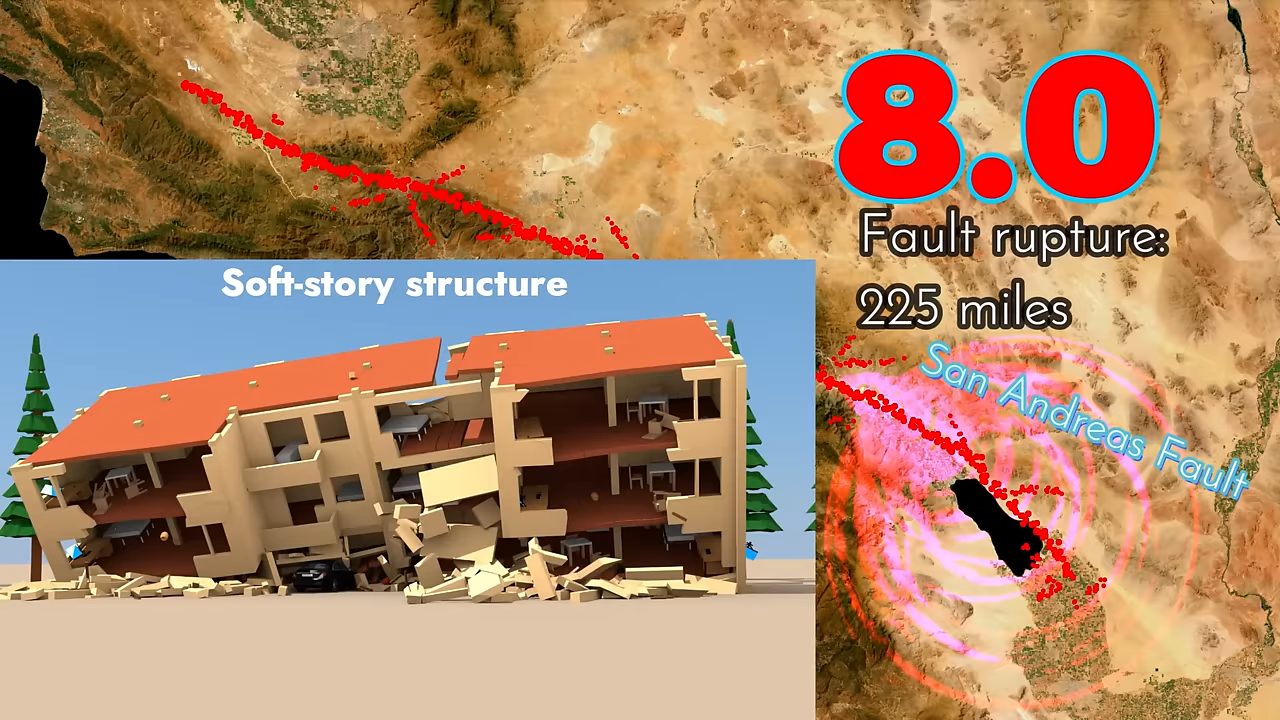 8.0
Fault rupture:
225 miles
Soft-story structure
San Andreas Fault